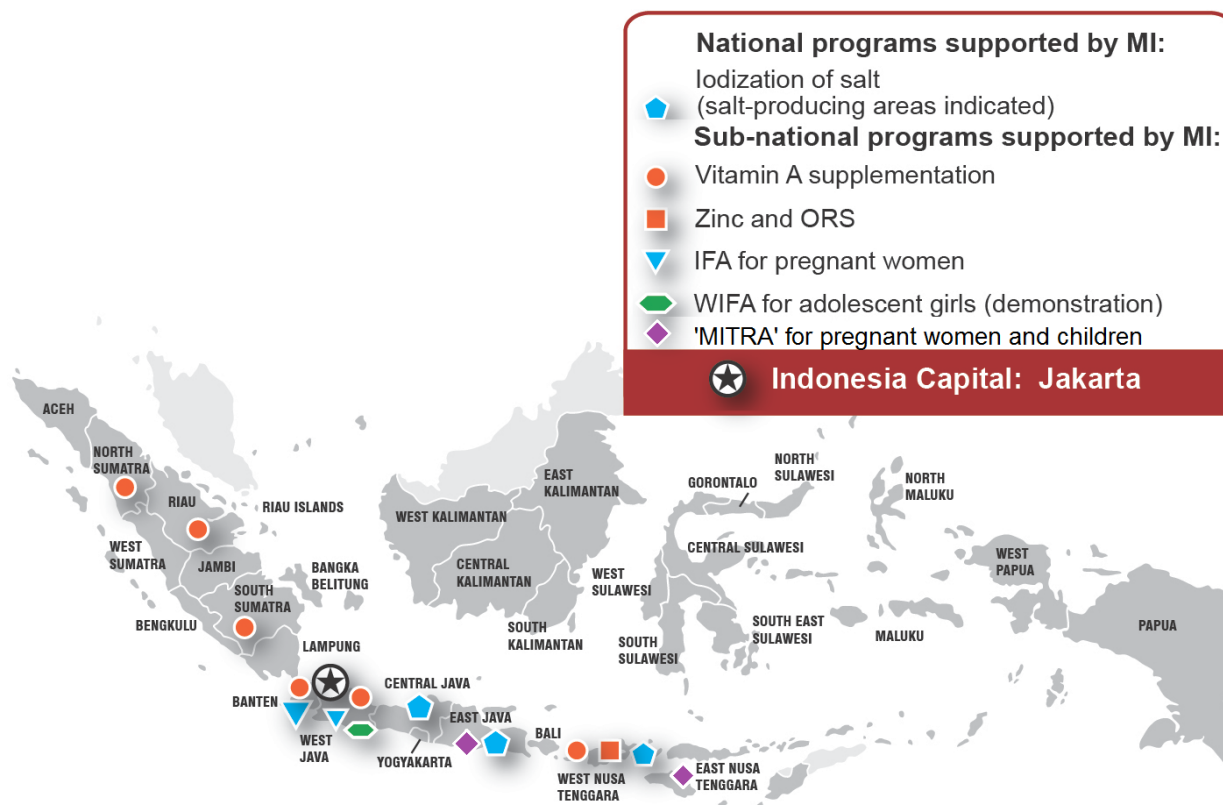 National programs supported by MI:
Iodization of salt
(salt-producing areas indicated)
Sub-national programs supported by MI:
Vitamin A supplementation
Zinc and ORS
IFA for pregnant women
WIFA for adolescent girls (demonstration)
'MITRA' for pregnant women and children
Indonesia Capital: Jakarta
ACEH
NORTH
SUMATRA
RIAU
RIAU ISLANDS
WEST
SUMATRA
JAMBI
BANGKA
BELITUNG
SOUTH
SUMATRA
BENGKULU
LAMPUNG
BANTEN
WEST
JAVA
CENTRAL JAVA
YOGYAKARTA
EAST JAVA
BALI
WEST NUSA
TENGGARA
EAST NUSA
TENGGARA
WEST KALIMANTAN
CENTRAL
KALIMANTAN
EAST
KALIMANTAN
SOUTH
KALIMANTAN
WEST
SULAWESI
SOUTH
SULAWESI
GORONTALO
NORTH
SULAWESI
CENTRAL SULAWESI
SOUTH EAST
SULAWESI
NORTH
MALUKU
MALUKU
WEST
PAPUA
PAPUA